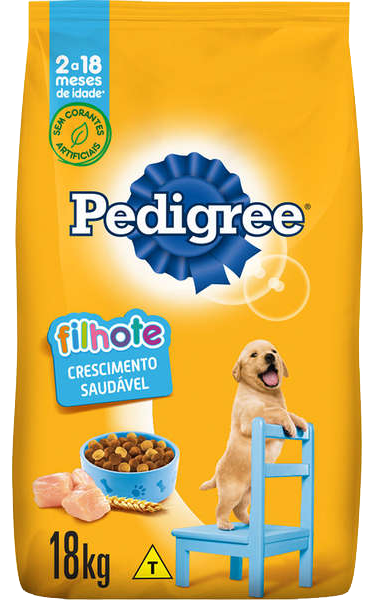 2 a 18
meses
de idade*
SEM CORANTES
ARTIFICIAIS
Pedigree®
filhote
CRESCIMENTO
SAUDÁVEL
18kg
T